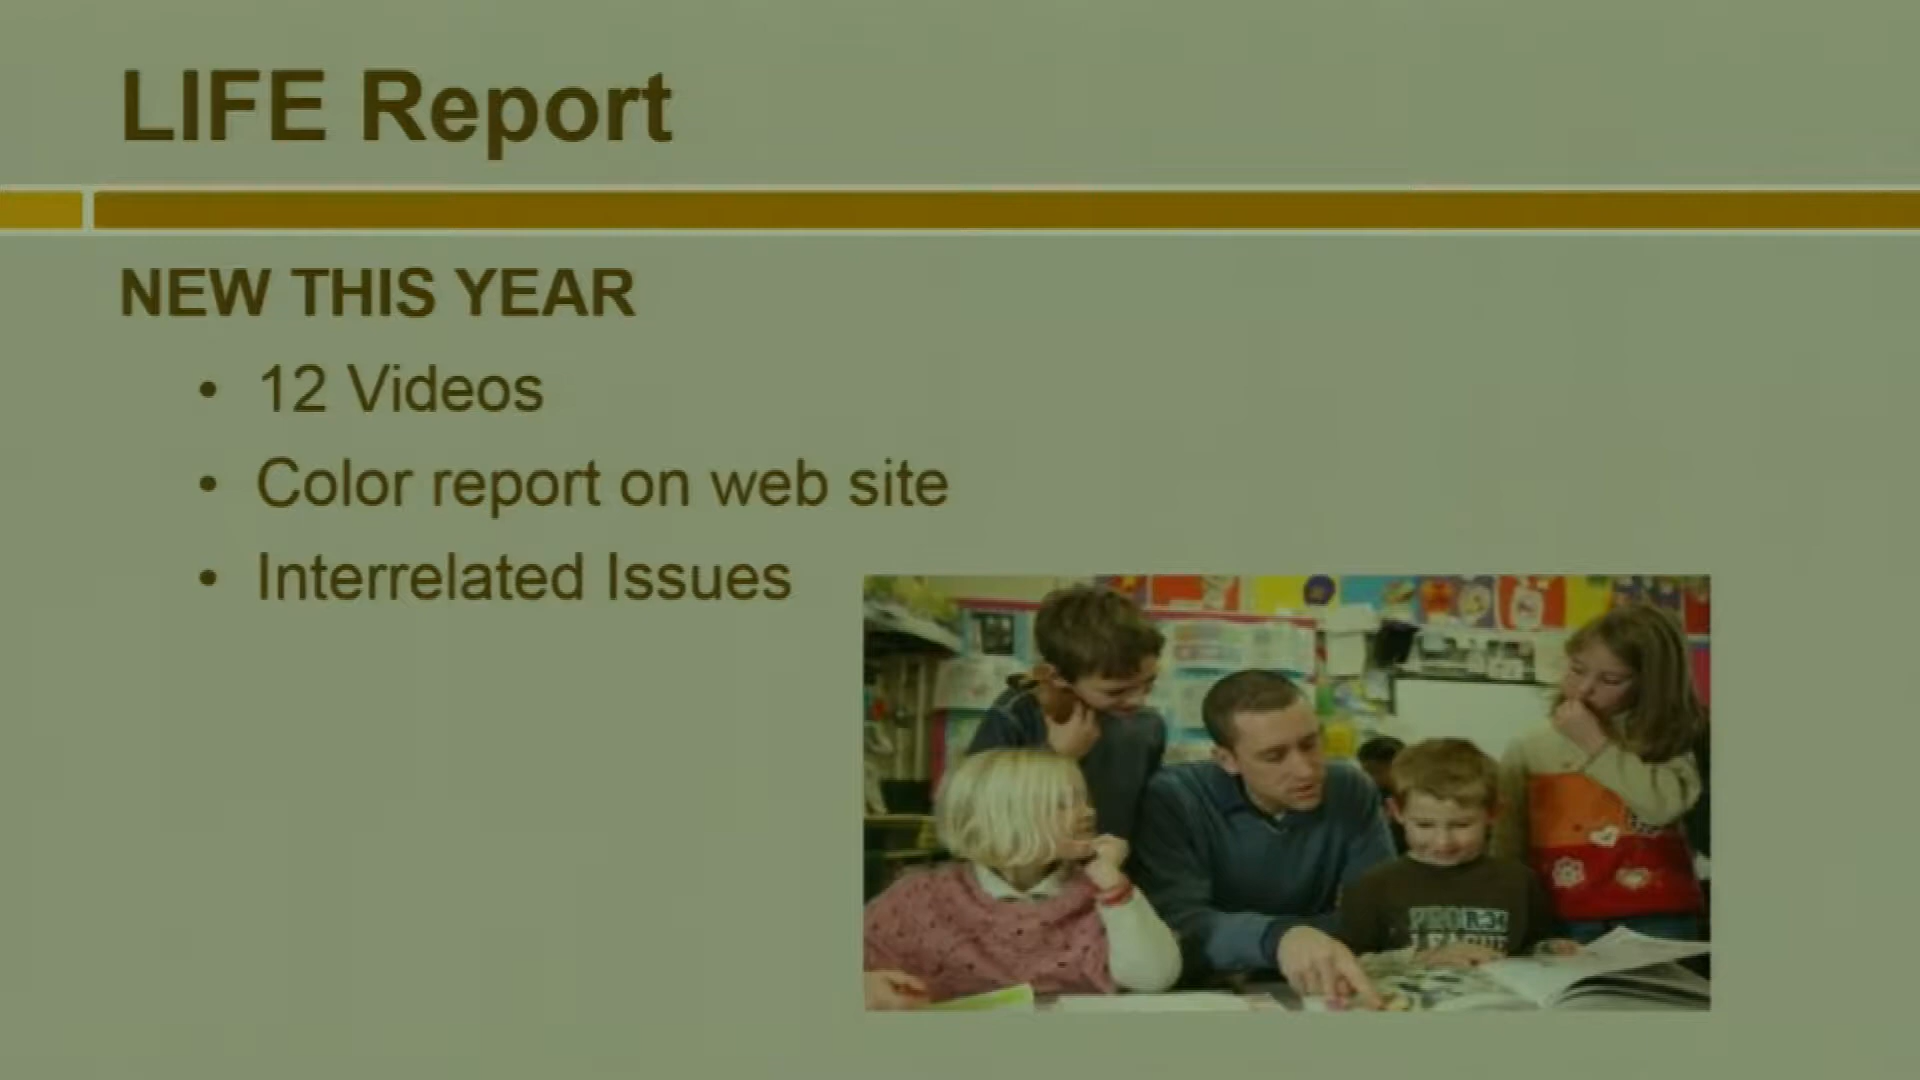 LIFE Report
NEW THIS YEAR
• 12 Videos
• Color report on web site
• Interrelated Issues